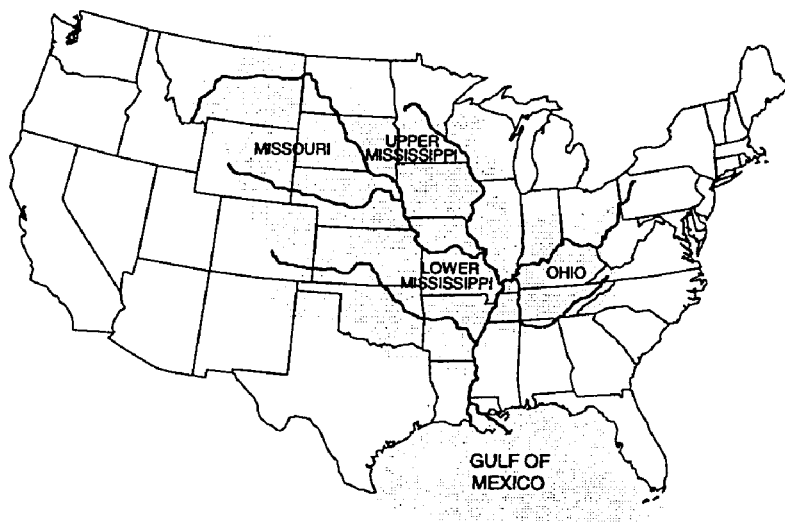 MISSOURI
UPPER
MISSISSIPPI
LOWER
MISSISSIPPI
OHIO
GULF OF
MEXICO